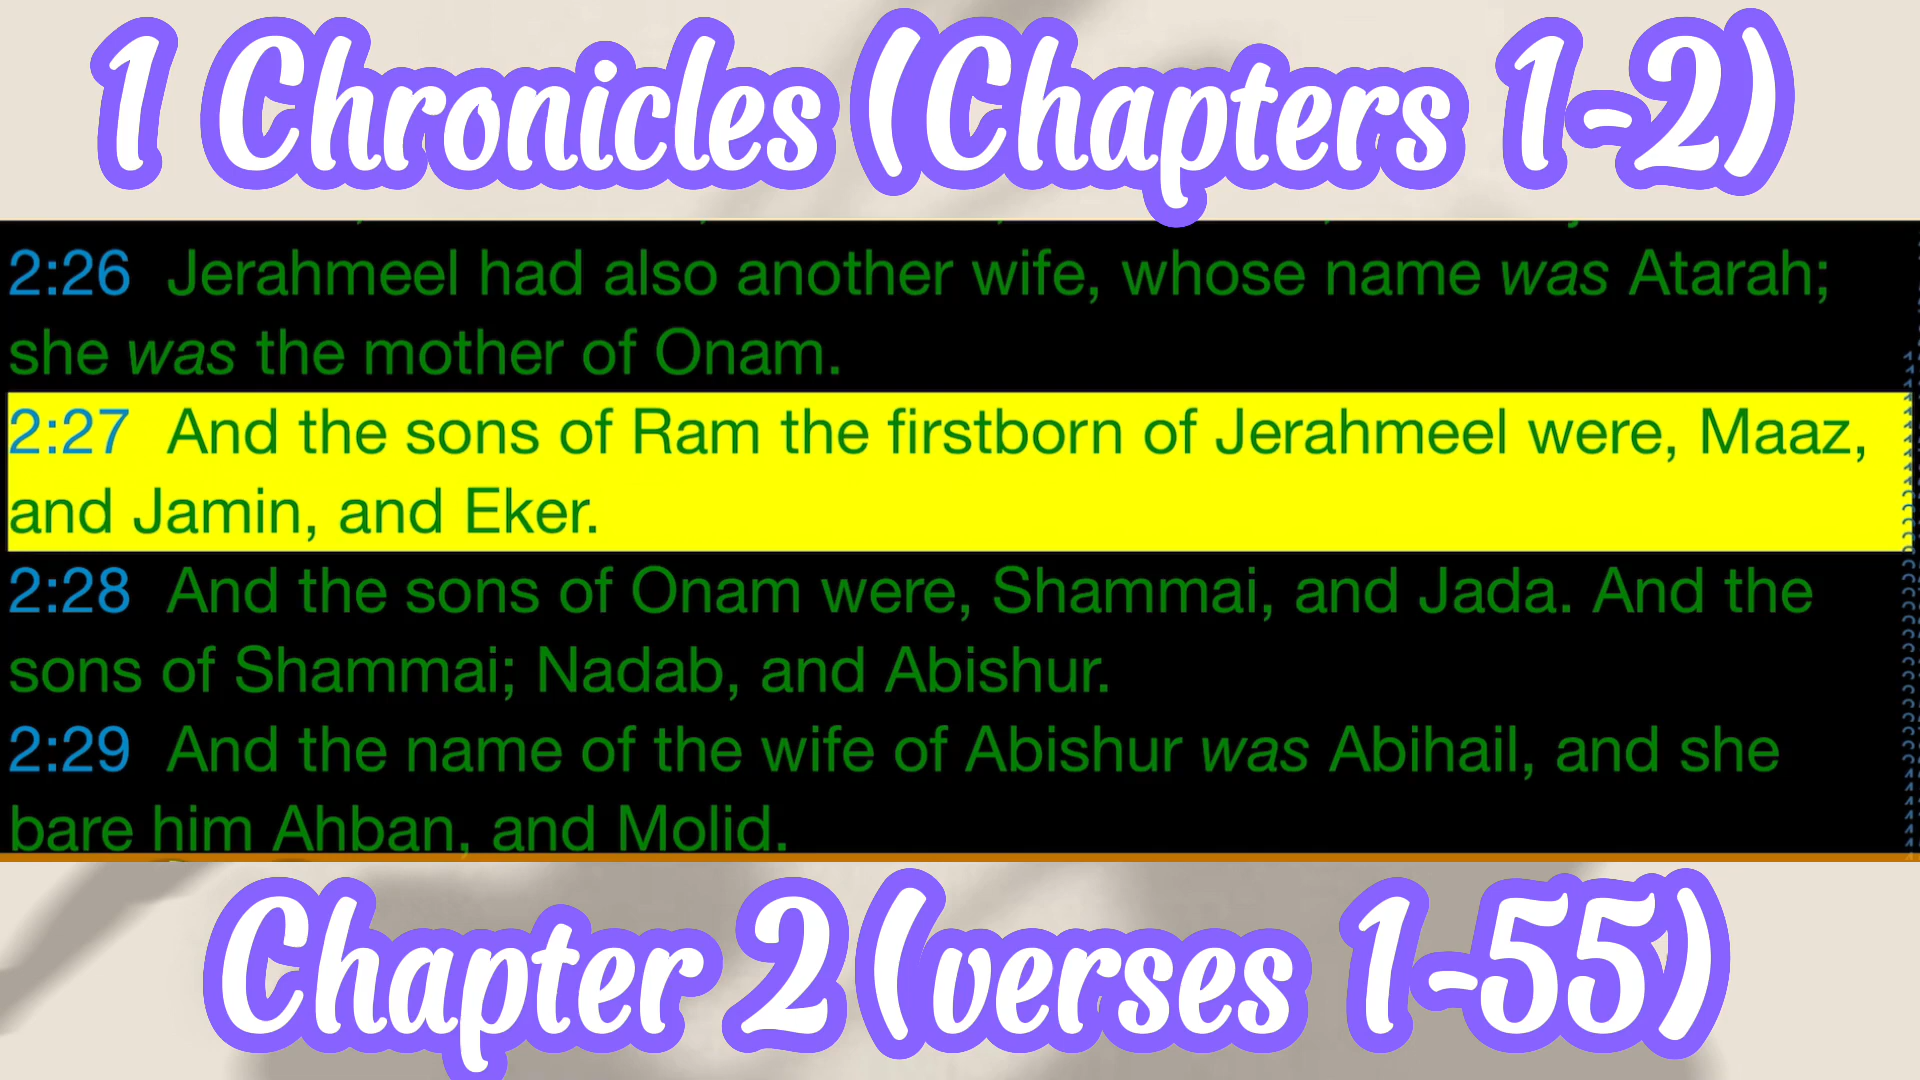 1 Chronicles (Chapters 1-2)
2:26 Jerahmeel had also another wife, whose name was Atarah;
she was the mother of Onam.
2:27 And the sons of Ram the firstborn of Jerahmeel were, Maaz,
and Jamin, and Eker.
2:28 And the sons of Onam were, Shammai, and Jada. And the
sons of Shammai; Nadab, and Abishur.
2:29 And the name of the wife of Abishur was Abihail, and she
bare him Ahban, and Molid.
Chapter 2 (verses 1-55)